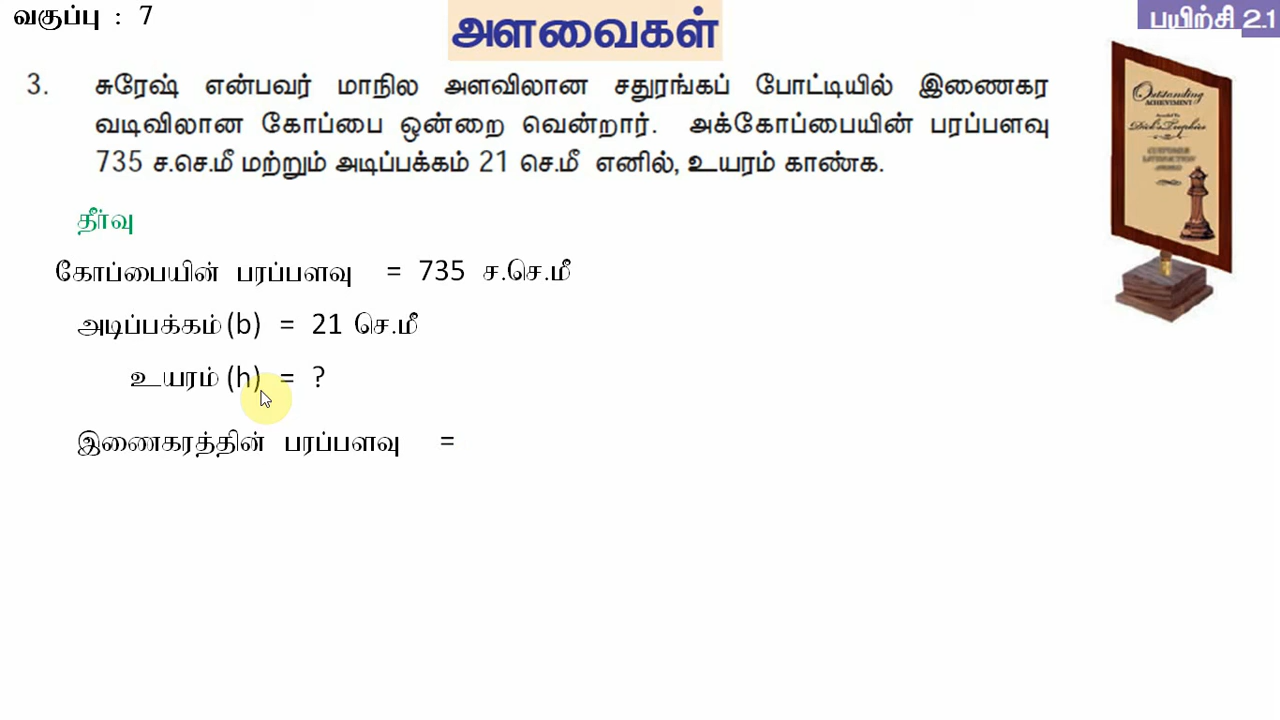 வகுப்பு : 7
அளவைகள்
பயிற்சி 2.1
3. சுரேஷ் என்பவர் மாநில அளவிலான சதுரங்கப் போட்டியில் இணைகர
வடிவிலான கோப்பை ஒன்றை வென்றார். அக்கோப்பையின் பரப்பளவு
735 ச.செ.மீ மற்றும் அடிப்பக்கம் 21 செ.மீ எனில், உயரம் காண்க.
Outstanding
ACHIEVEMENT
தீர்வு
கோப்பையின் பரப்பளவு = 735 ச.செ.மீ
அடிப்பக்கம் (b) = 21 செ.மீ
உயரம் (h) = ?
இணைகரத்தின் பரப்பளவு =